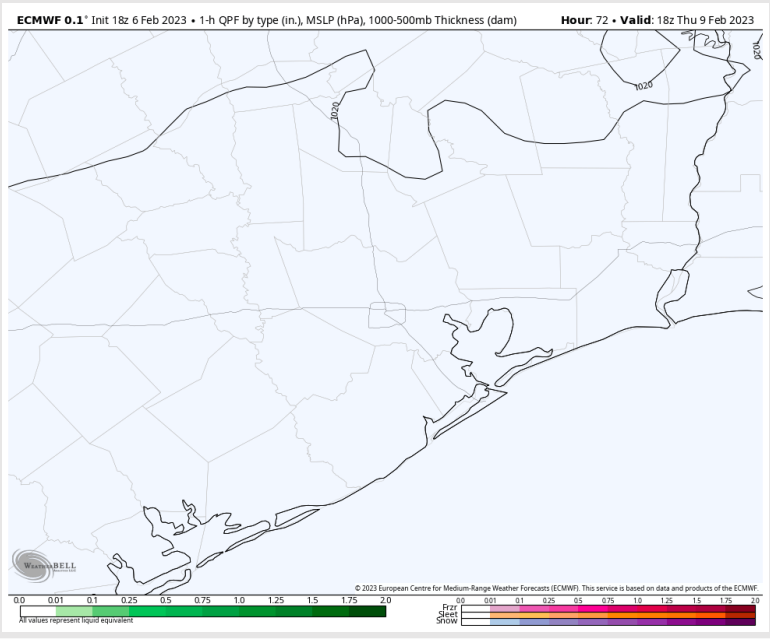 ECMWF 0.1° Init 18z 6 Feb 2023 • 1-h QPF by type (in.), MSLP (hPa), 1000-500mb Thickness (dam) Hour: 72 • Valid: 18z Thu 9 Feb 2023
1020
1020
1020
WEATHERBELL
© 2023 European Centre for Medium-Range Weather Forecasts (ECMWF). This service is based on data and products of the ECMWF.
0.0 0.01 0.1 0.25 0.5 0.75 1.0 1.25 1.5 1.75 2.0
All values represent liquid equivalent
0.0 0.01 0.1 0.25 0.5 0.75 1.0 1.25 1.5 1.75 2.0
Frzr
Sleet
Snow